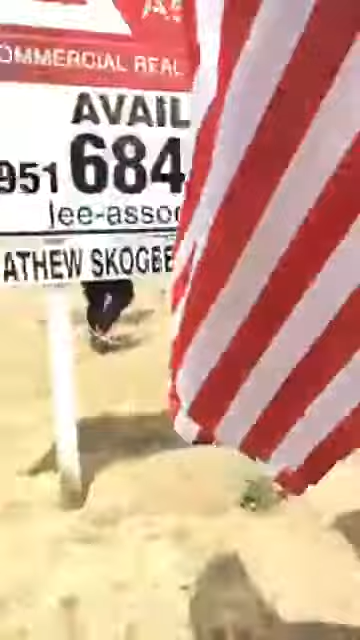 OMMERCIAL REAL
AVAIL
951 684
lee-assoc
ATHEW SKOGBE